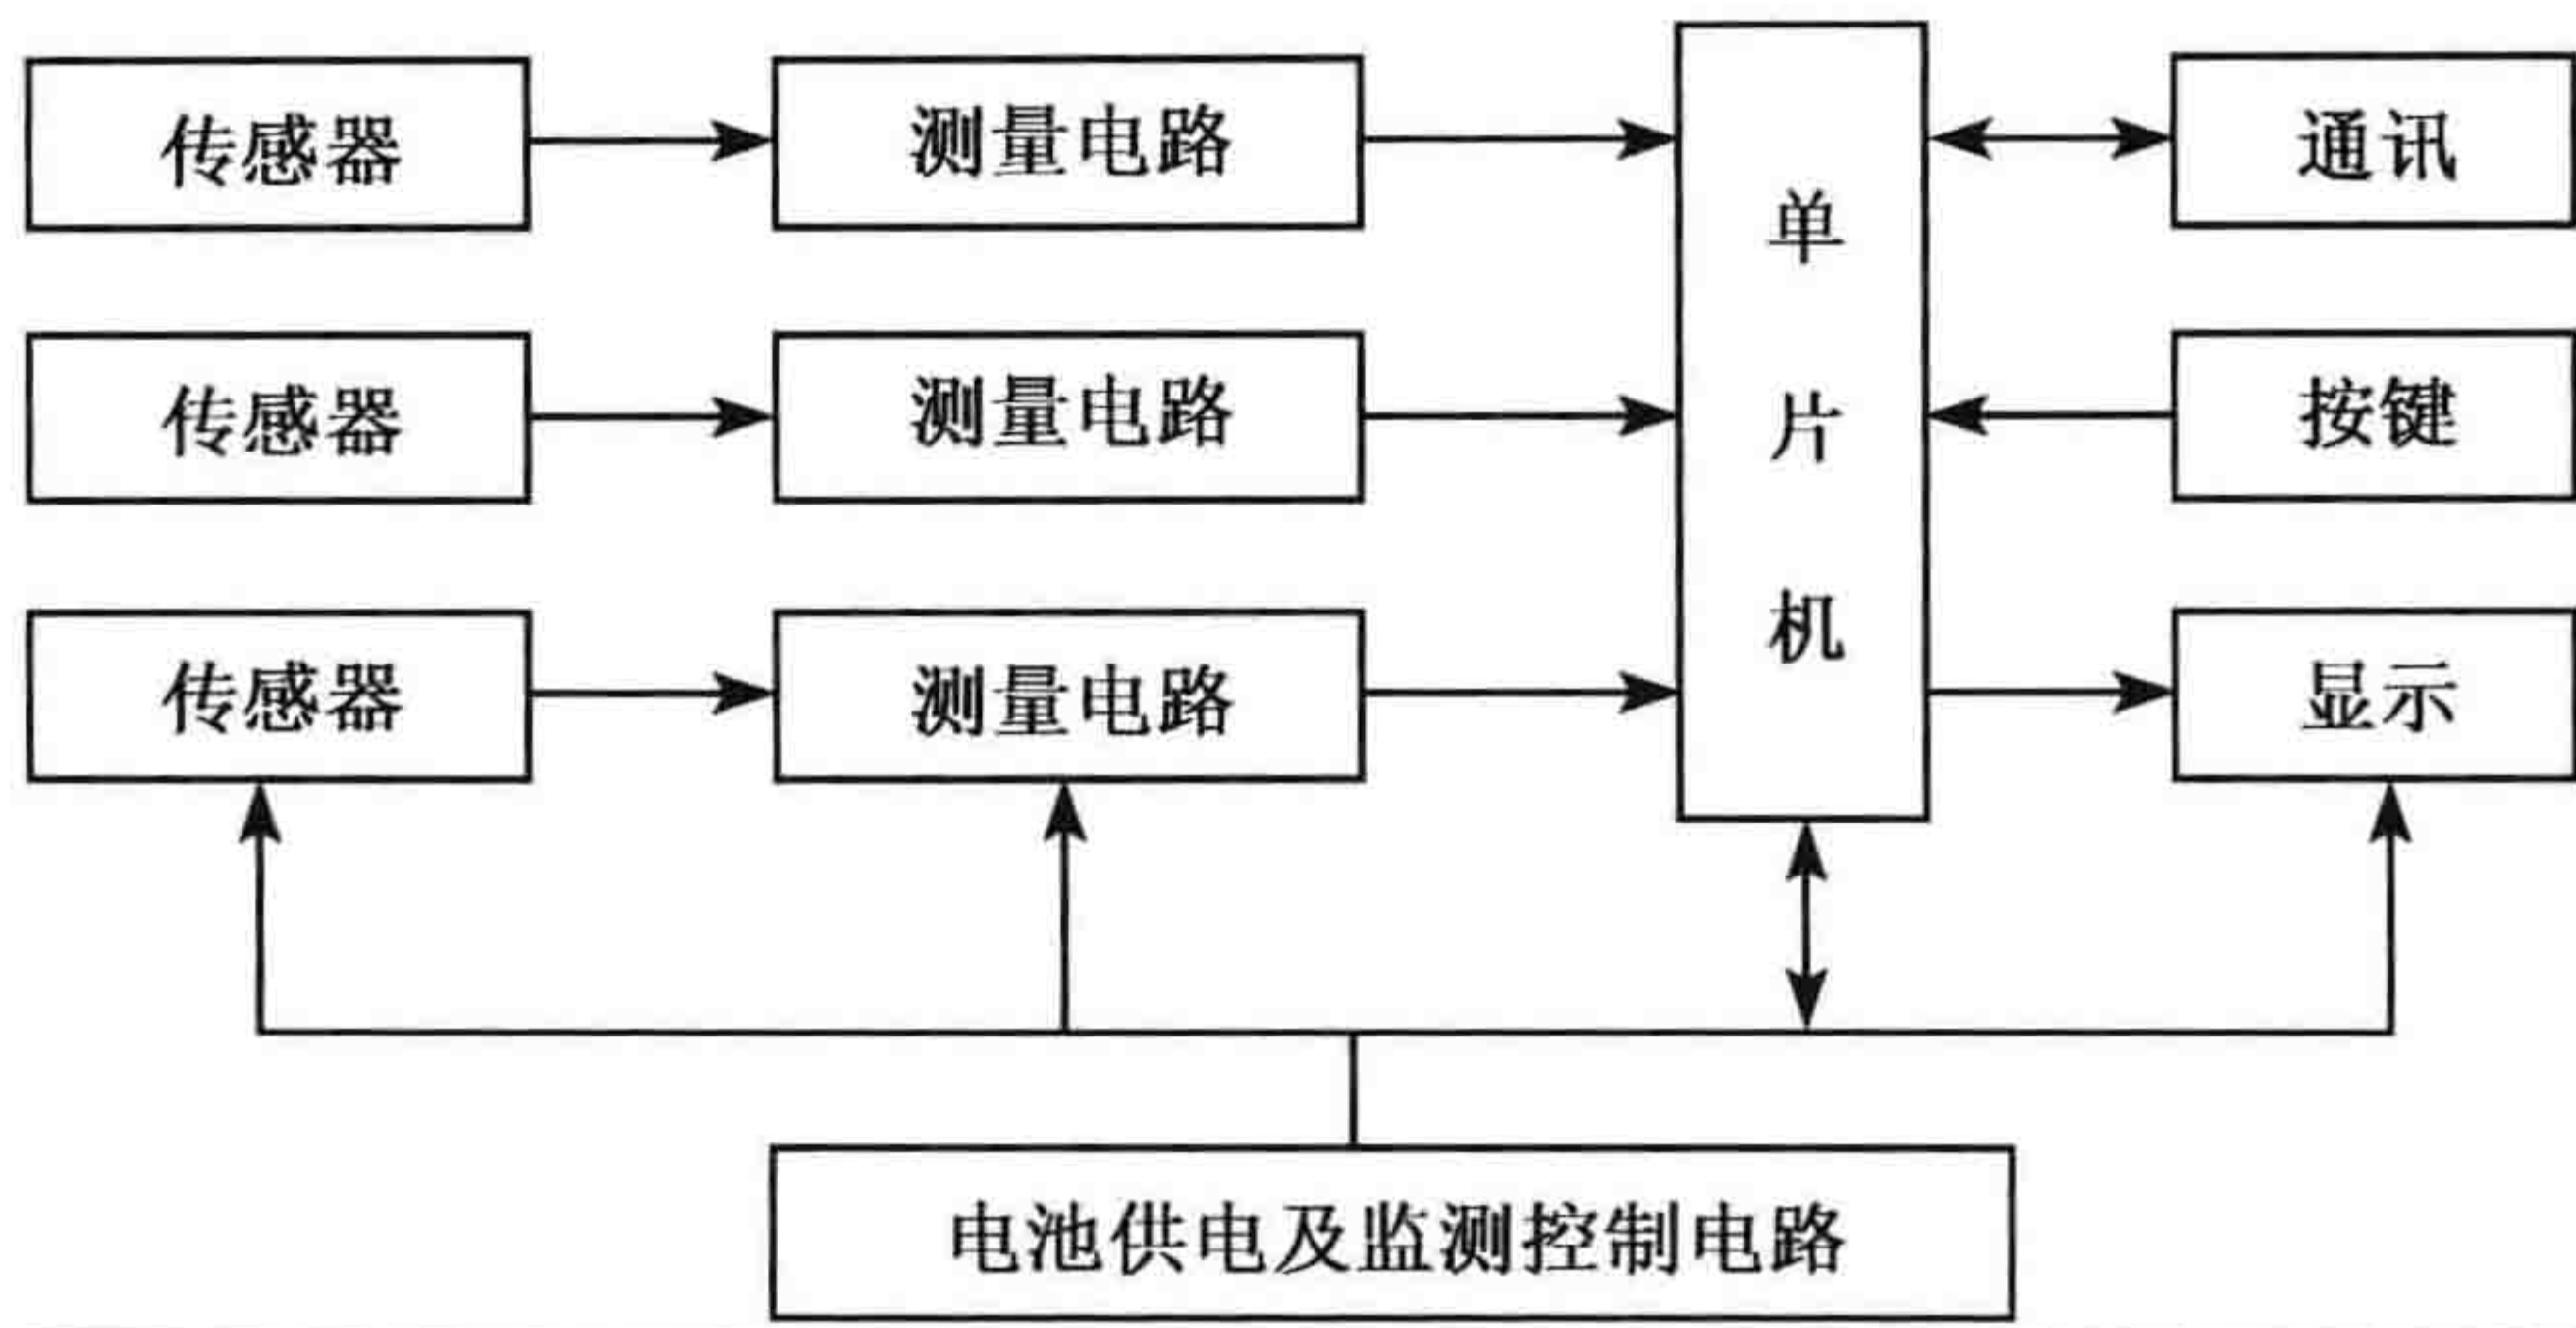 传感器
测量电路
单片机
通讯
传感器
测量电路
按键
传感器
测量电路
显示
电池供电及监测控制电路